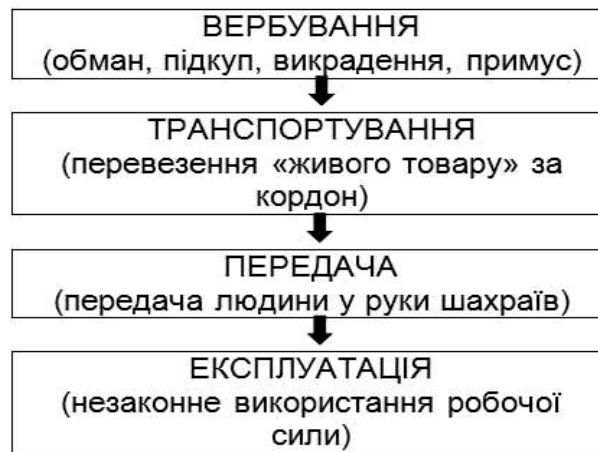 ВЕРБУВАННЯ
(обман, підкуп, викрадення, примус)
ТРАНСПОРТУВАННЯ
(перевезення «живого товару» за
кордон)
ПЕРЕДАЧА
(передача людини у руки шахраїв)
ЕКСПЛУАТАЦІЯ
(незаконне використання робочої
сили)